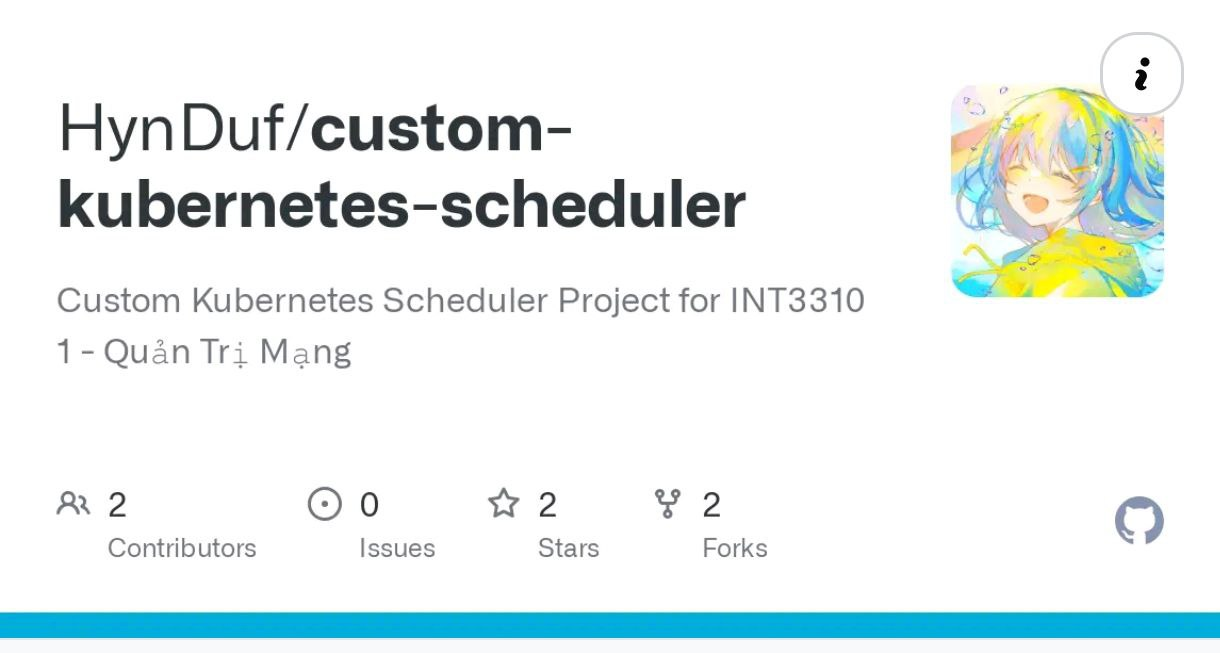 HynDuf/custom-
kubernetes-scheduler
Custom Kubernetes Scheduler Project for INT3310
1 - Quản Trị Mạng
2 0 2 2
Contributors Issues Stars Forks
i